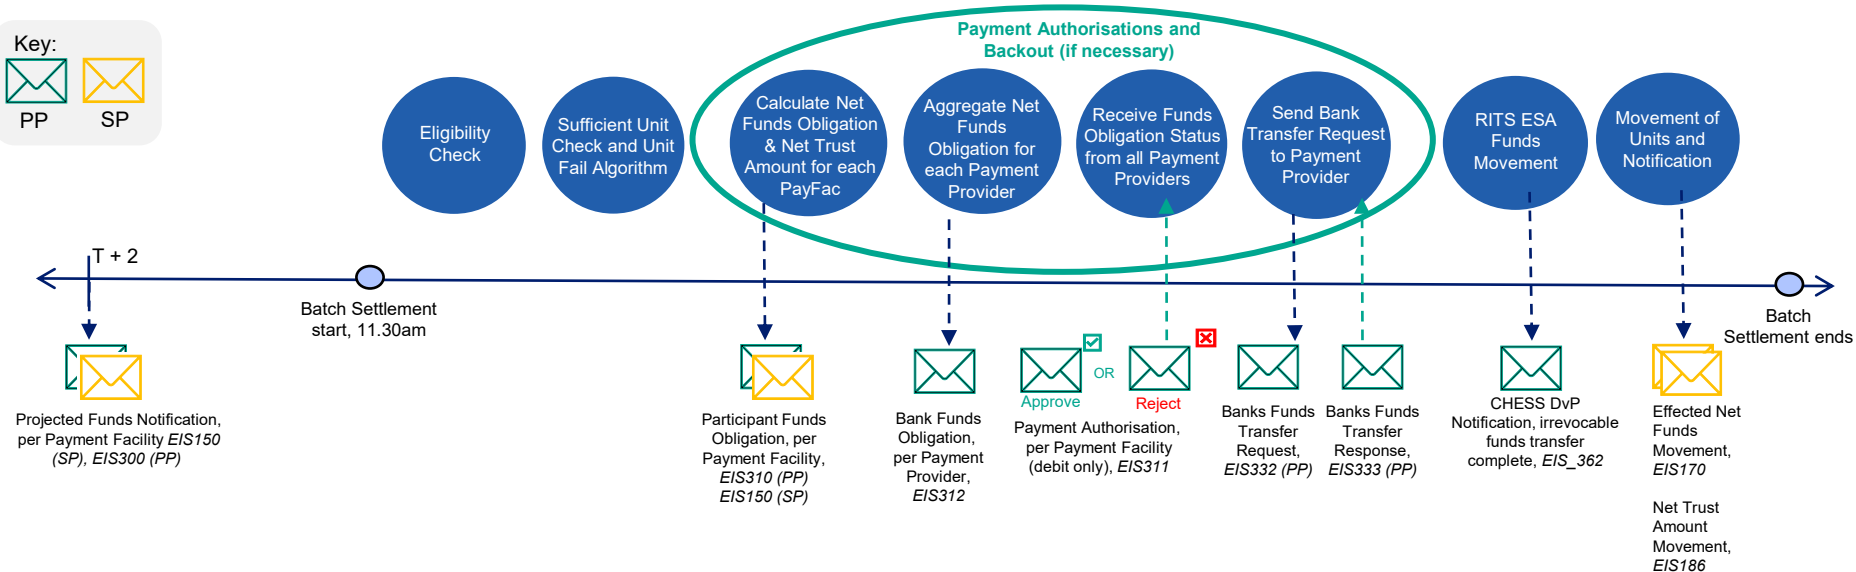 Key:
PP
SP
Payment Authorisations and
Backout (if necessary)
Eligibility
Check
Sufficient Unit
Check and Unit
Fail Algorithm
Calculate Net
Funds Obligation
& Net Trust
Amount for each
PayFac
Aggregate Net
Funds
Obligation for
each Payment
Provider
Receive Funds
Obligation Status
from all Payment
Providers
Send Bank
Transfer Request
to Payment
Provider
RITS ESA
Funds
Movement
Movement of
Units and
Notification
T + 2
Batch Settlement
start, 11.30am
Batch
Settlement ends
Projected Funds Notification,
per Payment Facility EIS150
(SP), EIS300 (PP)
Participant Funds
Obligation, per
Payment Facility,
EIS310 (PP)
EIS150 (SP)
Bank Funds
Obligation,
per Payment
Provider,
EIS312
OR
Approve
Reject
Payment Authorisation,
per Payment Facility
(debit only), EIS311
Banks Funds
Transfer
Request,
EIS332 (PP)
Banks Funds
Transfer
Response,
EIS333 (PP)
CHESS DvP
Notification, irrevocable
funds transfer
complete, EIS_362
Effected Net
Funds
Movement,
EIS170
Net Trust
Amount
Movement,
EIS186